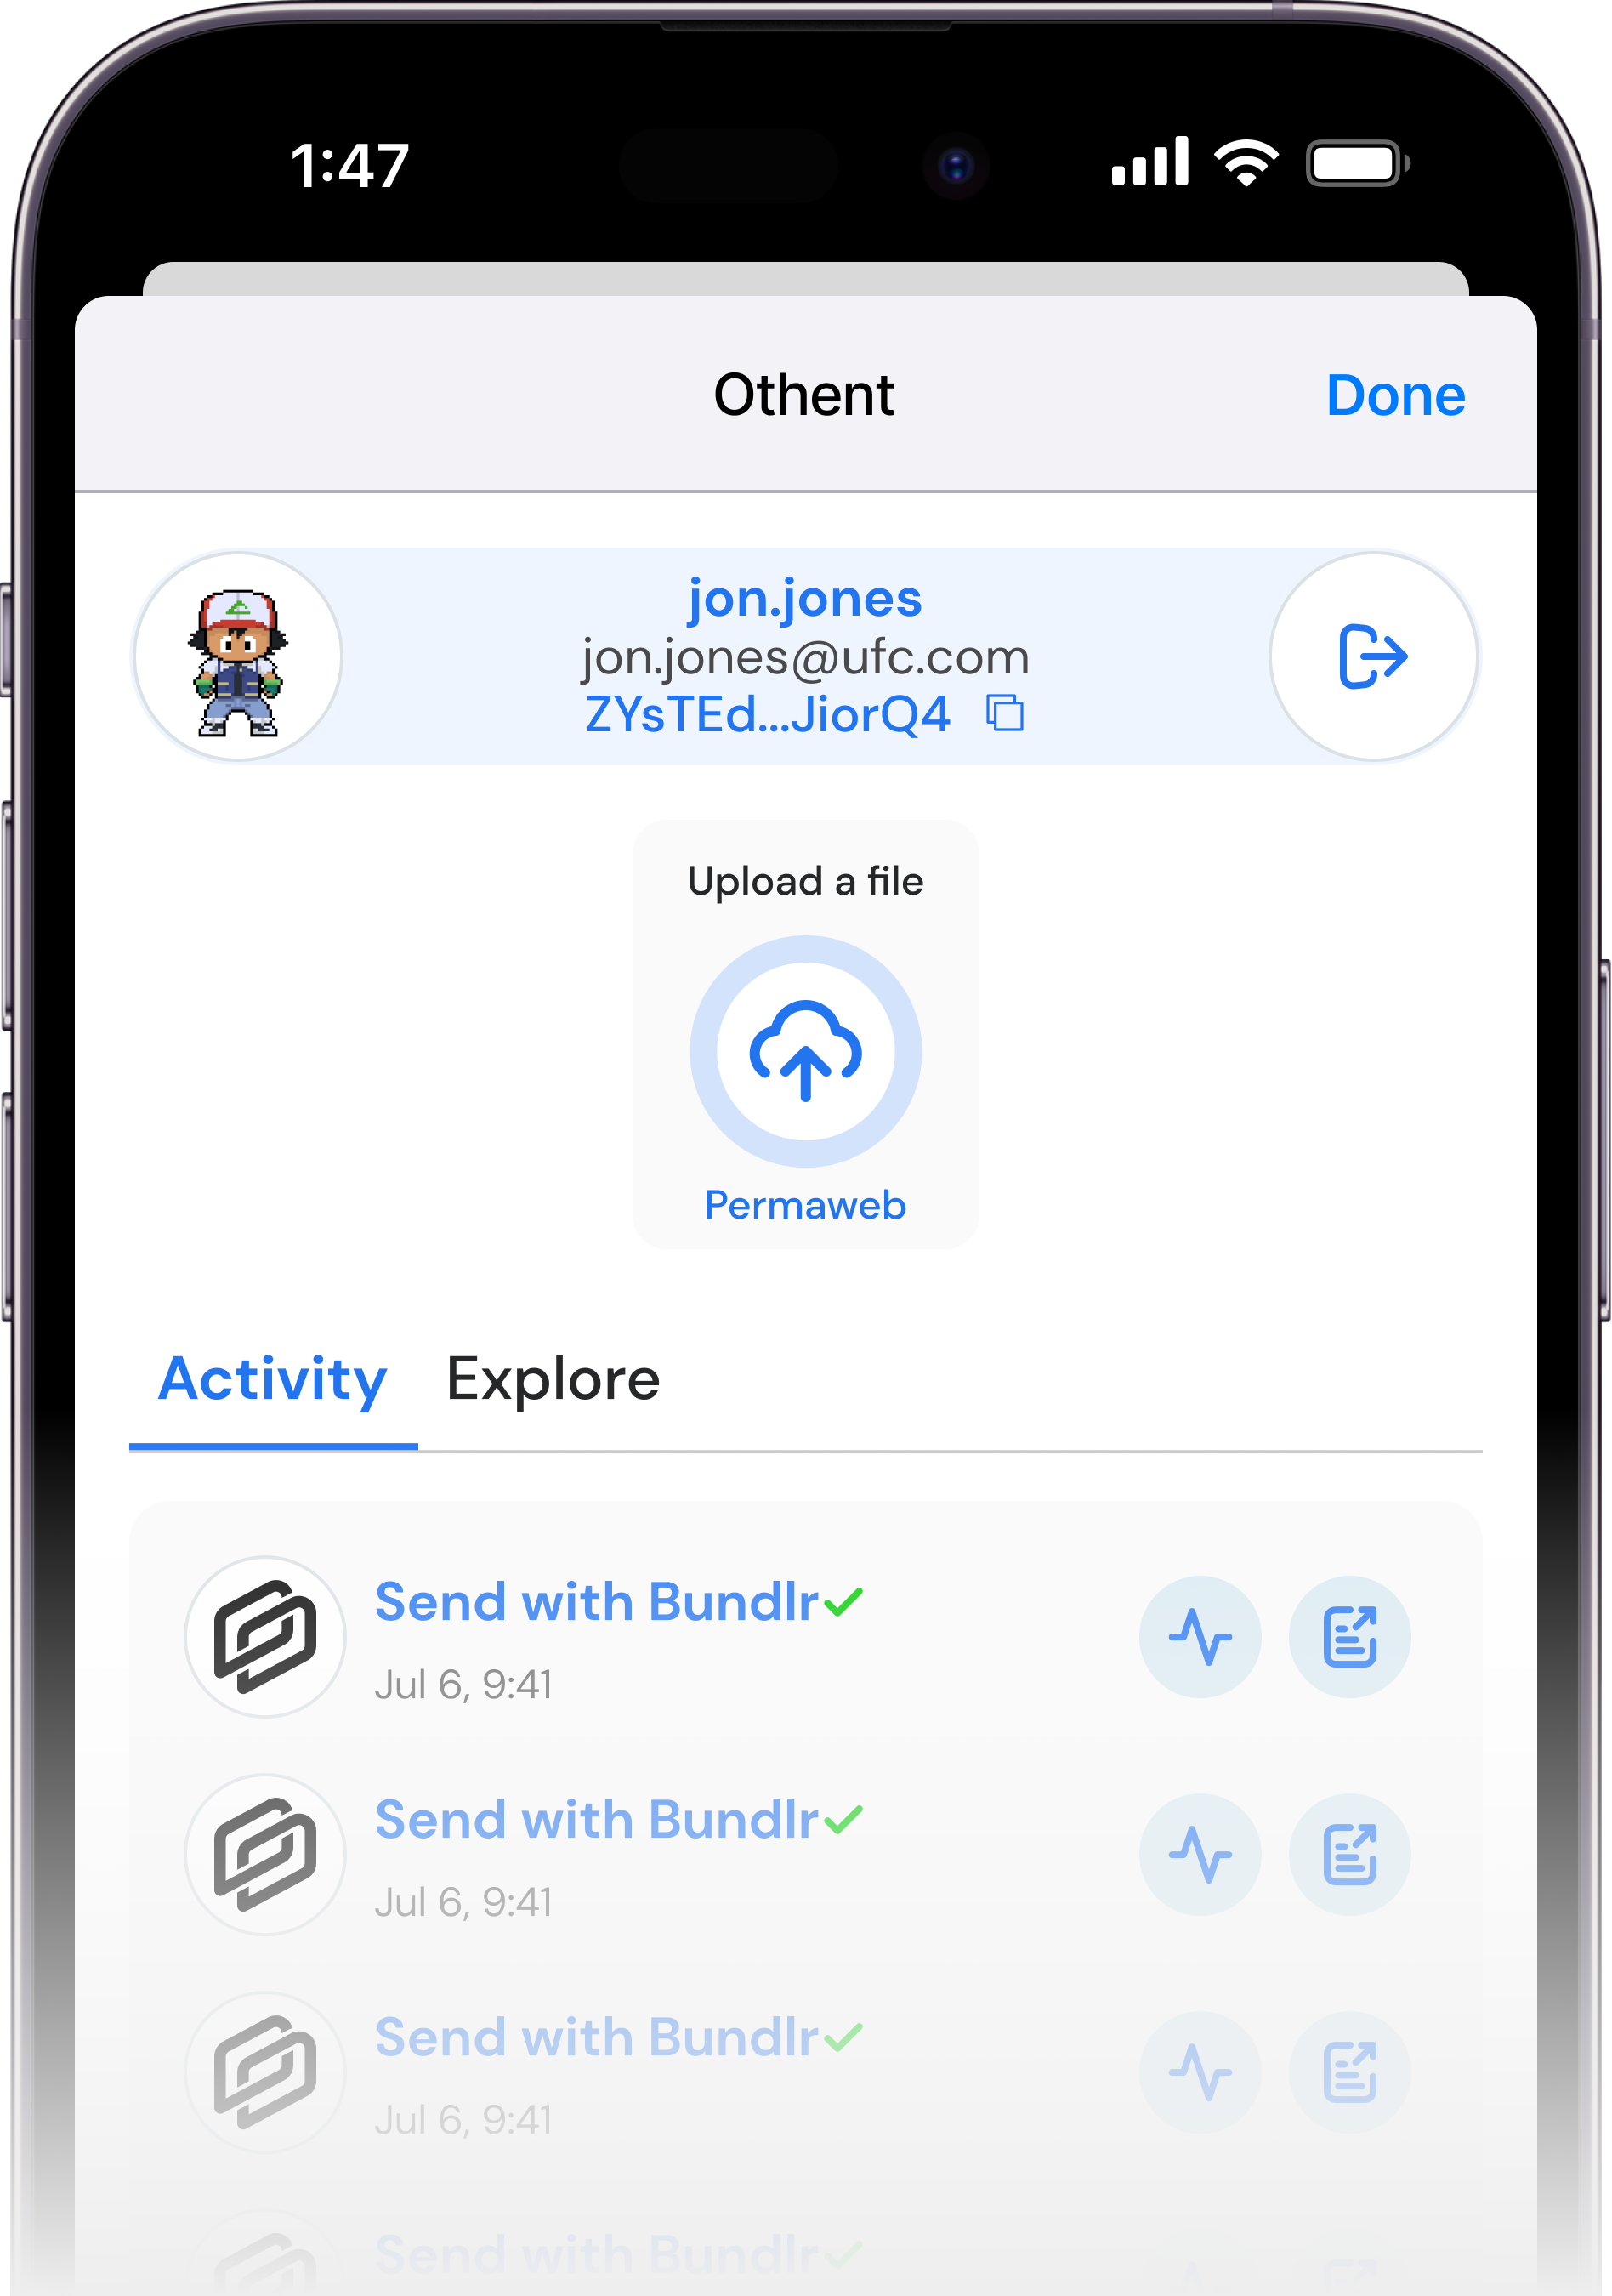 1:47
Othent
Done
jon.jones
jon.jones@ufc.com
ZYsTEd...JiorQ4
Upload a file
Permaweb
Activity Explore
Send with Bundlr
Jul 6, 9:41
Send with Bundlr
Jul 6, 9:41
Send with Bundlr
Jul 6, 9:41
Send with Bundlr